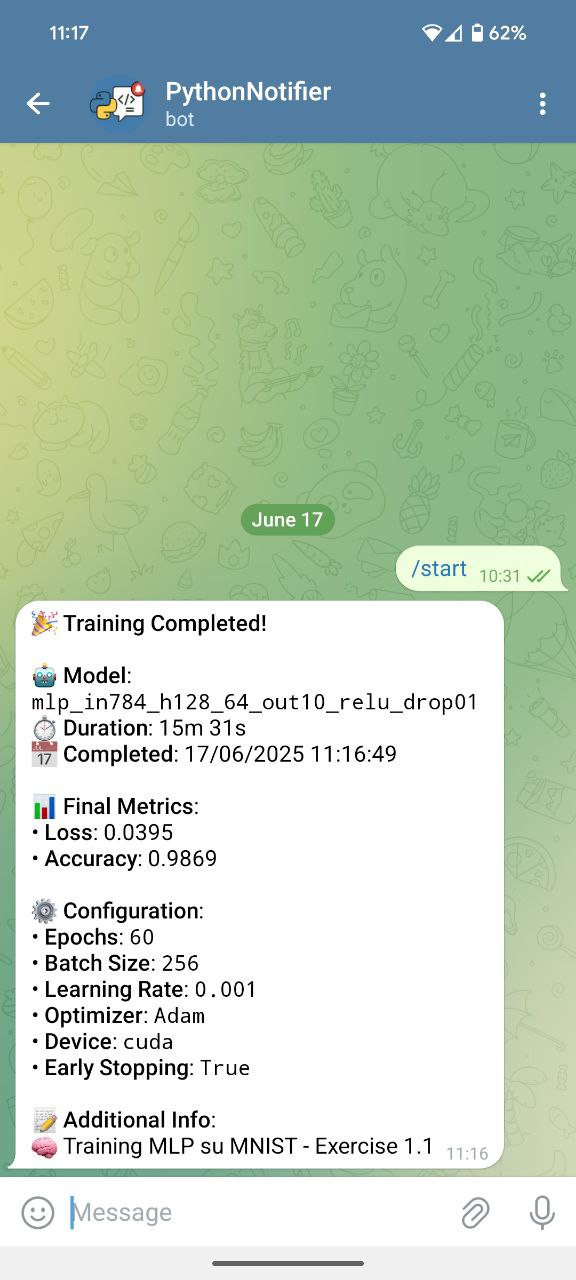 11:17
62%
PythonNotifier
bot
June 17
/start 10:31
🎉 Training Completed!
🤖 Model:
mlp_in784_h128_64_out10_relu_drop01
⏱ Duration: 15m 31s
📅 Completed: 17/06/2025 11:16:49
📊 Final Metrics:
• Loss: 0.0395
• Accuracy: 0.9869
⚙️ Configuration:
• Epochs: 60
• Batch Size: 256
• Learning Rate: 0.001
• Optimizer: Adam
• Device: cuda
• Early Stopping: True
📝 Additional Info:
🧠 Training MLP su MNIST - Exercise 1.1 11:16
Message